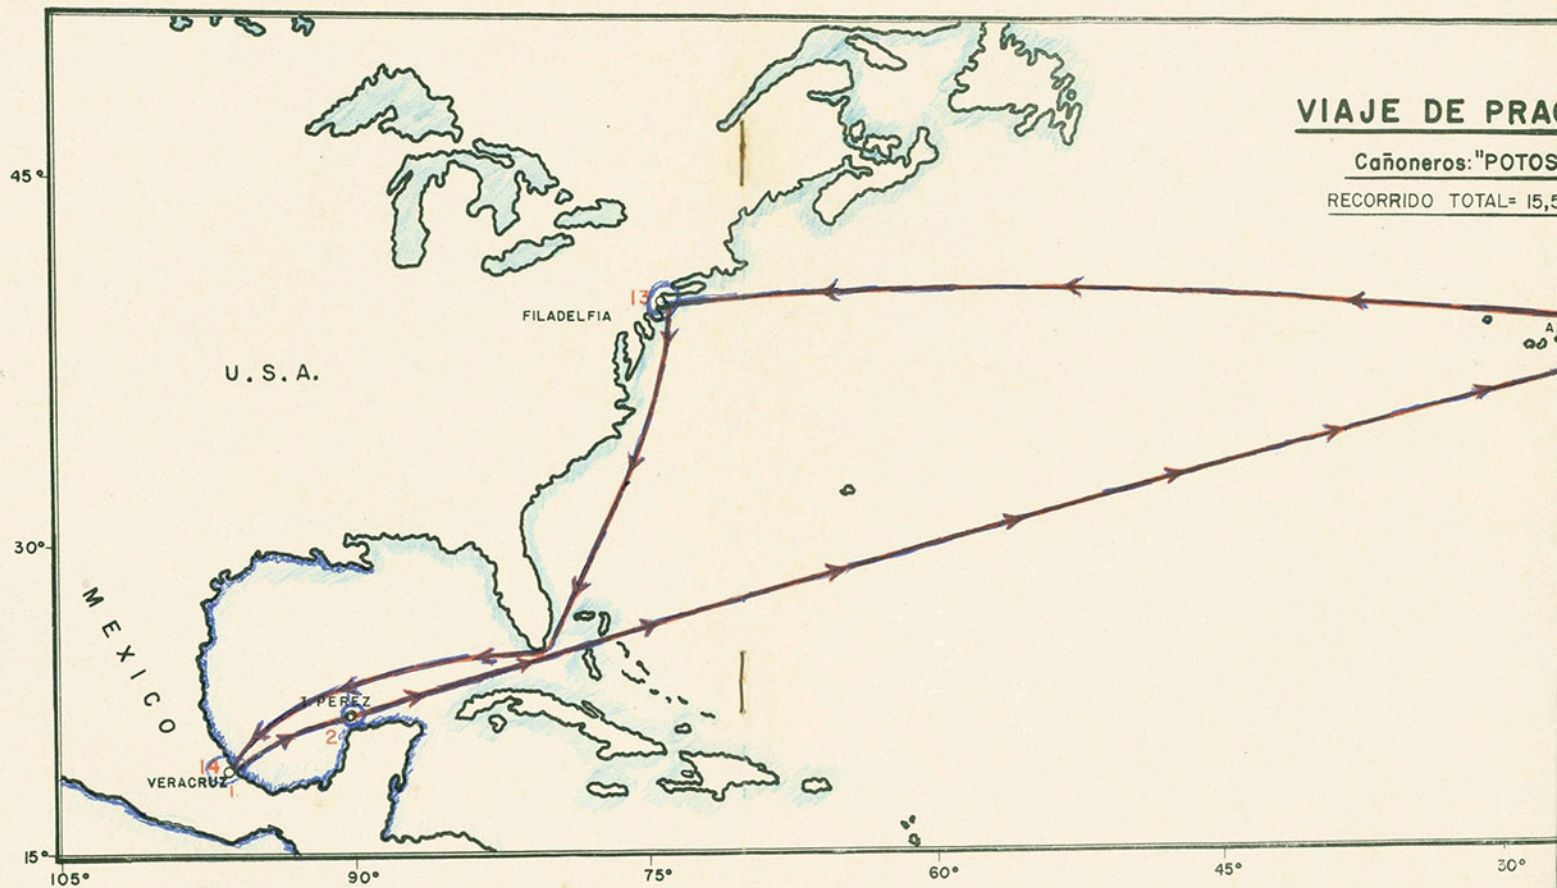 VIAJE DE PRAC
Cañoneros: "POTOS
RECORRIDO TOTAL= 15,5
45°
13
FILADELFIA
A.
U.S.A.
30°
MEXICO
J. PEREZ
2
14
VERACRUZ
1.
15°
105°
90°
75°
60°
45°
30°